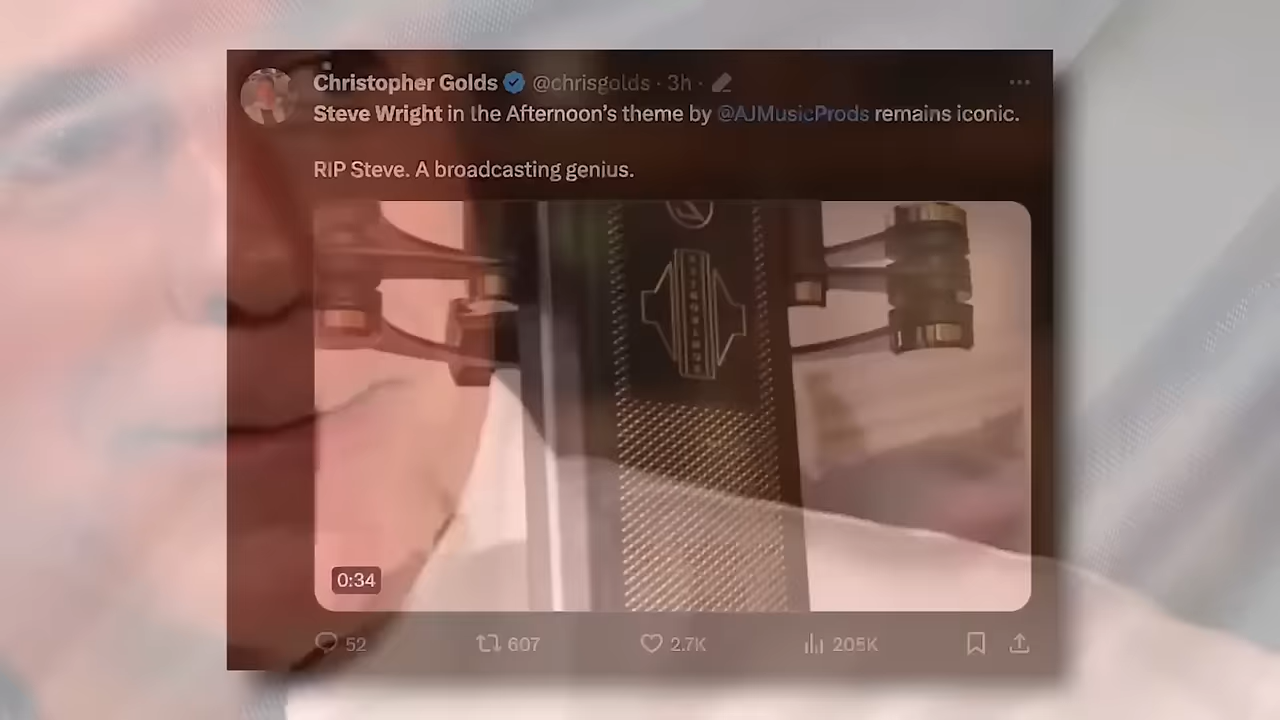 Christopher Golds @chrisgolds · 3h ·
Steve Wright in the Afternoon's theme by @AJMusicProds remains iconic.
RIP Steve. A broadcasting genius.
0:34
52 607 2.7K 205K